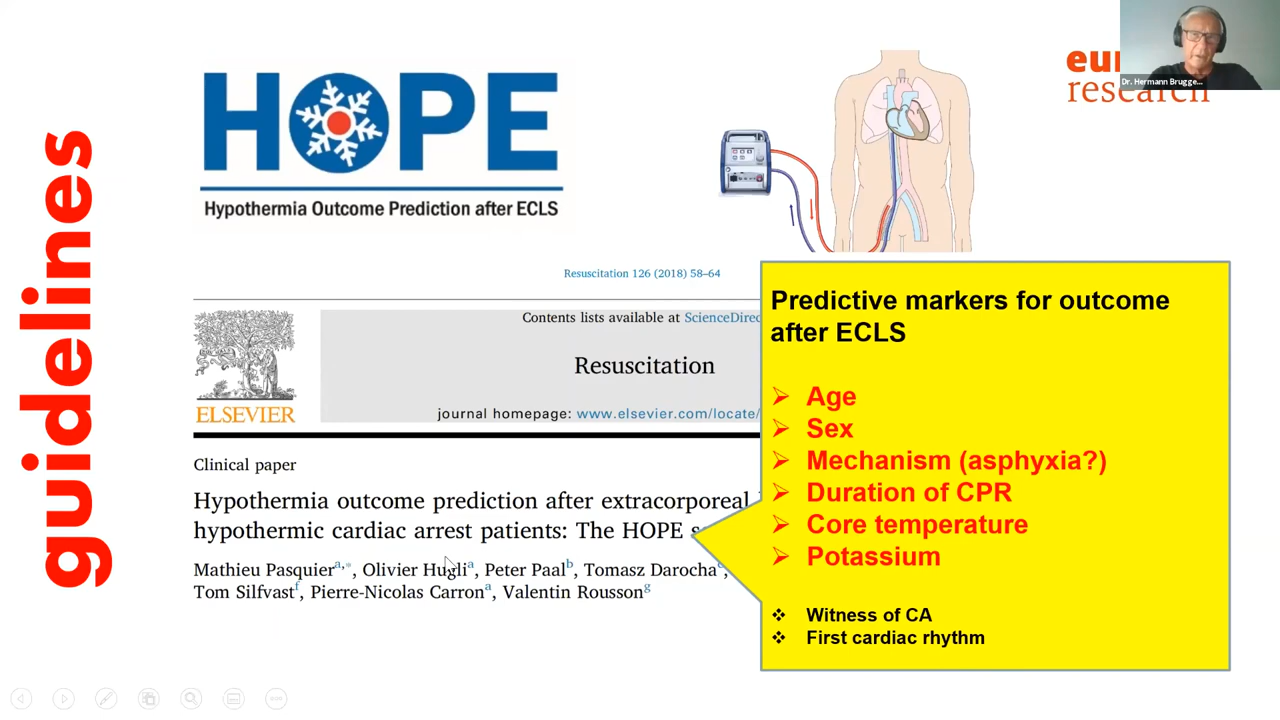 guidelines
HOPE
Hypothermia Outcome Prediction after ECLS
Dr. Hermann Brugge...
eur
research
Resuscitation 126 (2018) 58–64
Contents lists available at ScienceDirec
Resuscitation
journal homepage: www.elsevier.com/locate/
ELSEVIER
Clinical paper
Hypothermia outcome prediction after extracorporeal
hypothermic cardiac arrest patients: The HOPE
Mathieu Pasquier a,*, Olivier Hugli a, Peter Paal b, Tomasz Darocha
Tom Silfvast f, Pierre-Nicolas Carron a, Valentin Rousson g
Predictive markers for outcome
after ECLS
Age
Sex
Mechanism (asphyxia?)
Duration of CPR
Core temperature
Potassium
Witness of CA
First cardiac rhythm